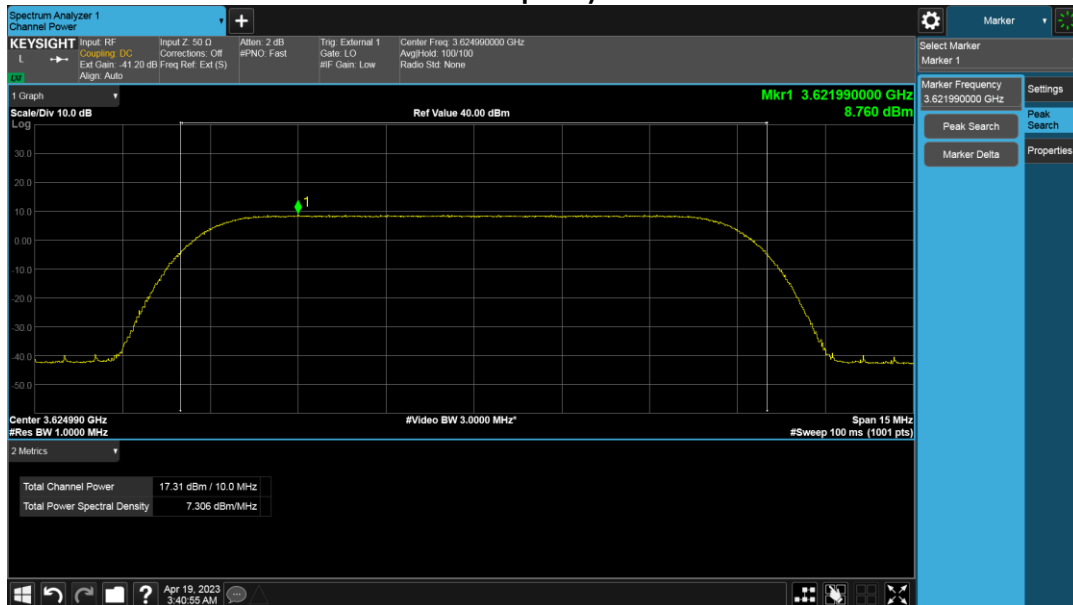 Spectrum Analyzer 1
Channel Power
+
Marker
KEYSIGHT
L
LXI
Input: RF
Coupling: DC
Ext Gain: -41.20 dB
Align: Auto
Input Z: 50 Ω
Corrections: Off
Freq Ref: Ext (S)
Atten: 2 dB
#PNO: Fast
Trig: External 1
Gate: LO
#IF Gain: Low
Center Freq: 3.624990000 GHz
Avg|Hold: 100/100
Radio Std: None
Select Marker
Marker 1
Marker Frequency
3.621990000 GHz
Peak Search
Marker Delta
Settings
Peak
Search
Properties
1 Graph
Scale/Div 10.0 dB
Ref Value 40.00 dBm
Mkr1 3.621990000 GHz
8.760 dBm
Log
30.0
20.0
10.0
0.00
-10.0
-20.0
-30.0
-40.0
-50.0
1
Center 3.624990 GHz
#Video BW 3.0000 MHz*
Span 15 MHz
#Res BW 1.0000 MHz
#Sweep 100 ms (1001 pts)
2 Metrics
Total Channel Power 17.31 dBm / 10.0 MHz
Total Power Spectral Density 7.306 dBm/MHz
?
Apr 19, 2023
3:40:55 AM